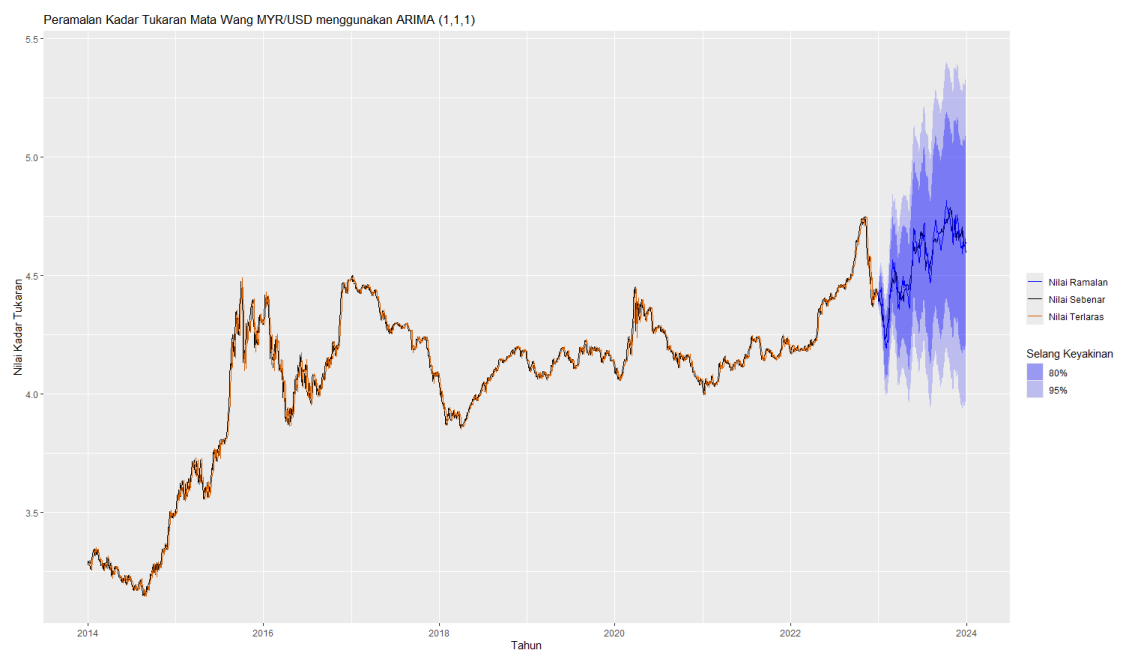 Peramalan Kadar Tukaran Mata Wang MYR/USD menggunakan ARIMA (1,1,1)
5.5
5.0
4.5
4.0
3.5
Nilai Kadar Tukaran
2014
2016
2018
2020
2022
2024
Tahun
Nilai Ramalan
Nilai Sebenar
Nilai Terlaras
Selang Keyakinan
80%
95%